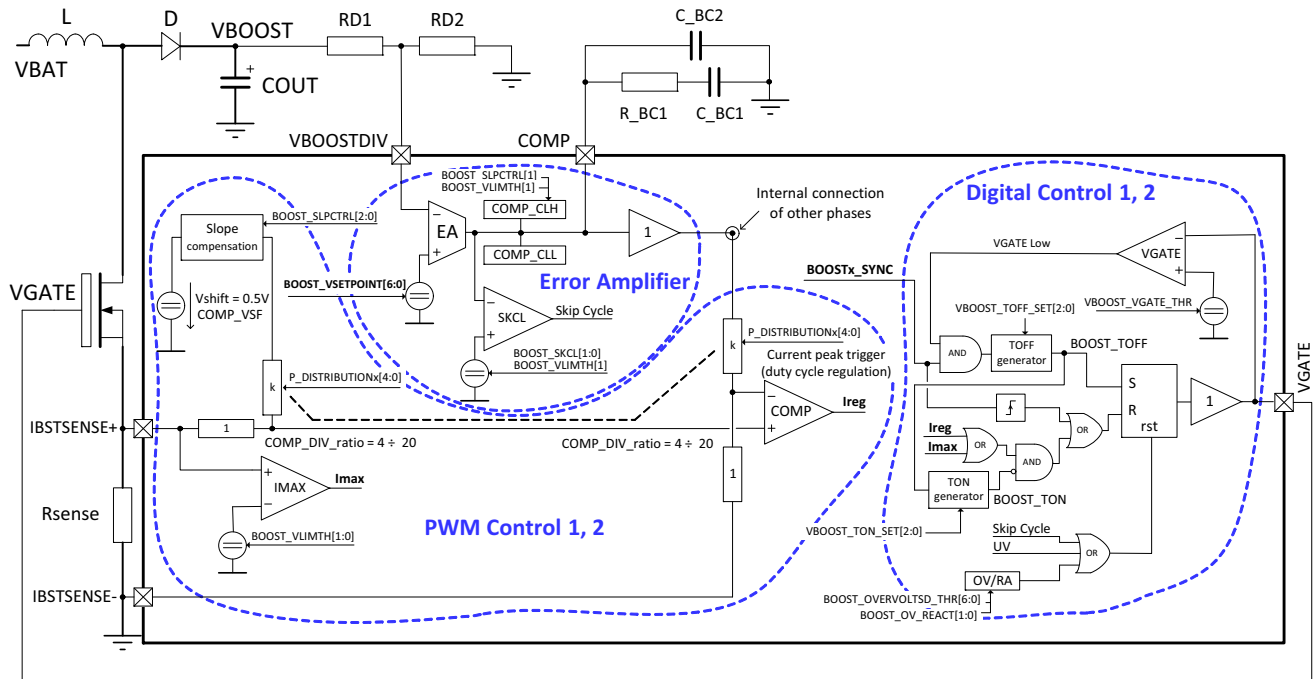 L
D
VBOOST
RD1
RD2
C_BC2
VBAT
COUT
R_BC1
C_BC1
VBOOSTDIV
COMP
BOOST_SLPCTRL[1]
BOOST_VLIMTH[1]
Internal connection
of other phases
Digital Control 1, 2
BOOST_SLPCTRL[2:0]
Slope
compensation
COMP_CLH
−
EA
+
1
COMP_CLL
VGATE Low
−
VGATE
+
Error Amplifier
BOOSTx_SYNC
VGATE
Vshift = 0.5V
COMP_VSF
BOOST_VSETPOINT[6:0]
SKCL
−
+
Skip Cycle
VBOOST_VGATE_THR
VBOOST_TOFF_SET[2:0]
P_DISTRIBUTIONx[4:0]
k
AND
TOFF
generator
BOOST_TOFF
BOOST_SKCL[1:0]
BOOST_VLIMTH[1]
Current peak trigger
(duty cycle regulation)
P_DISTRIBUTIONx[4:0]
k
S
R
rst
1
VGATE
−
COMP
+
Ireg
IBSTSENSE+
1
COMP_DIV_ratio = 4 ÷ 20
COMP_DIV_ratio = 4 ÷ 20
Ireg
Imax
OR
OR
AND
+
IMAX
−
Imax
1
TON
generator
BOOST_TON
Rsense
PWM Control 1, 2
VBOOST_TON_SET[2:0]
BOOST_VLIMTH[1:0]
Skip Cycle
UV
OR
OV/RA
IBSTSENSE-
BOOST_OVERVOLTSD_THR[6:0]
BOOST_OV_REACT[1:0]